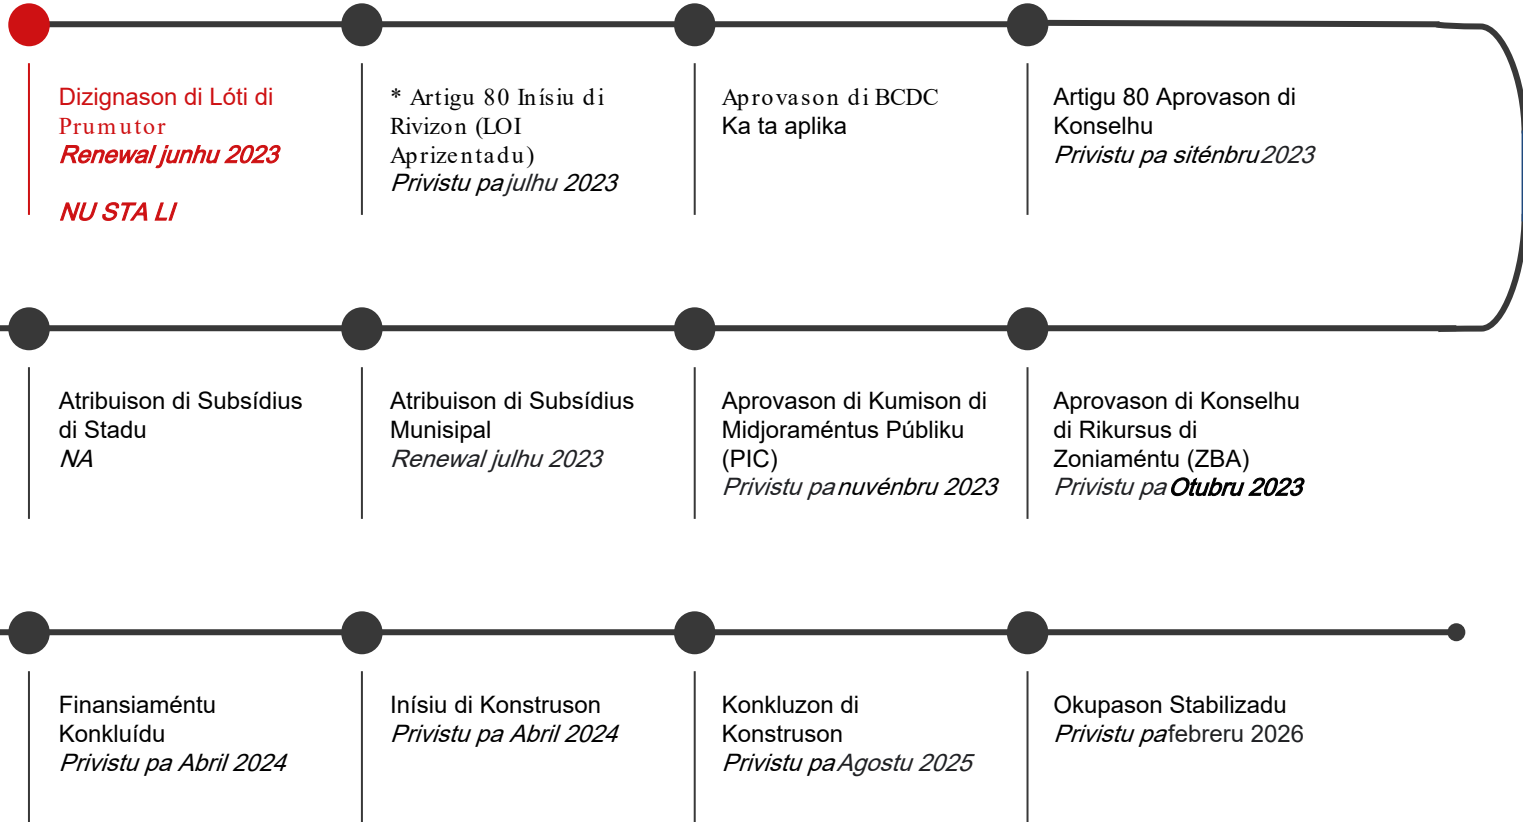 Dizignason di Lóti di
Prumutor
Renewal junhu 2023
NU STA LI
* Artigu 80 Inísiu di
Rivizon (LOI
Aprizentadu)
Privistu pa julhu 2023
Aprovason di BCDC
Ka ta aplika
Artigu 80 Aprovason di
Konselhu
Privistu pa siténbru 2023
Atribuison di Subsídius
di Stadu
NA
Atribuison di Subsídius
Munisipal
Renewal julhu 2023
Aprovason di Kumison di
Midjoraméntus Públiku
(PIC)
Privistu pa nuvénbru 2023
Aprovason di Konselhu
di Rikursus di
Zoniaméntu (ZBA)
Privistu pa Otubru 2023
Finansiaméntu
Konkluídu
Privistu pa Abril 2024
Inísiu di Konstruson
Privistu pa Abril 2024
Konkluzon di
Konstruson
Privistu pa Agostu 2025
Okupason Stabilizadu
Privistu pa febreru 2026